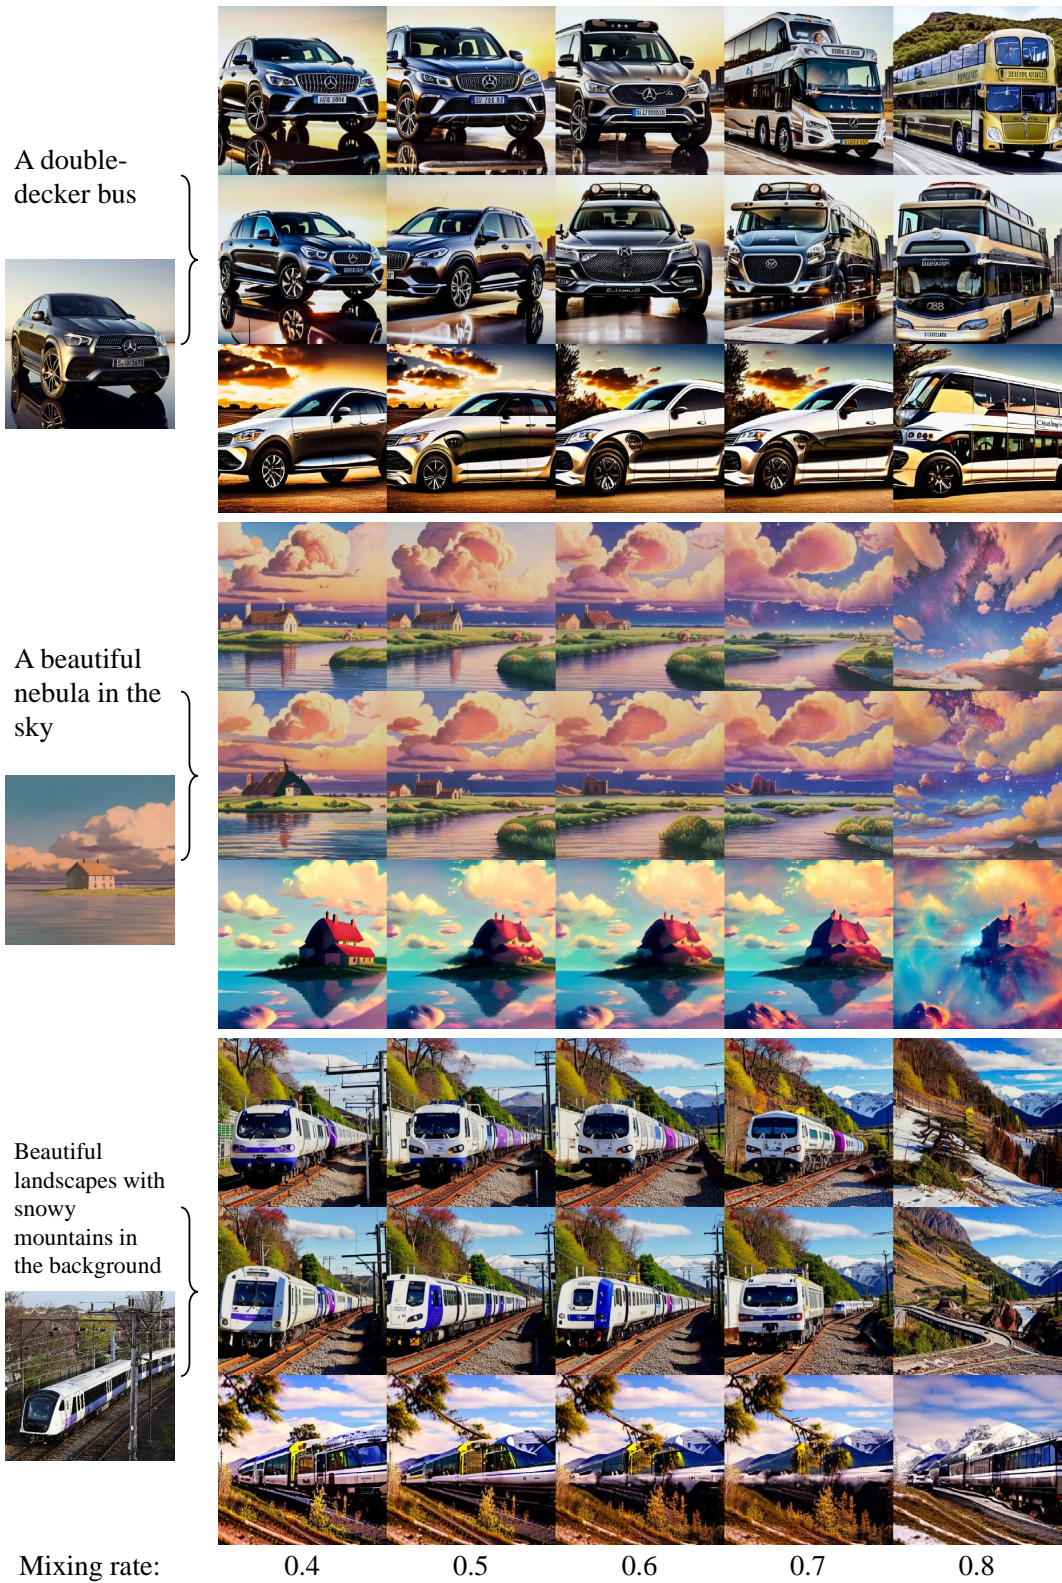 A double-
decker bus
A beautiful
nebula in the
sky
Beautiful
landscapes with
snowy
mountains in
the background
Mixing rate:
0.4
0.5
0.6
0.7
0.8